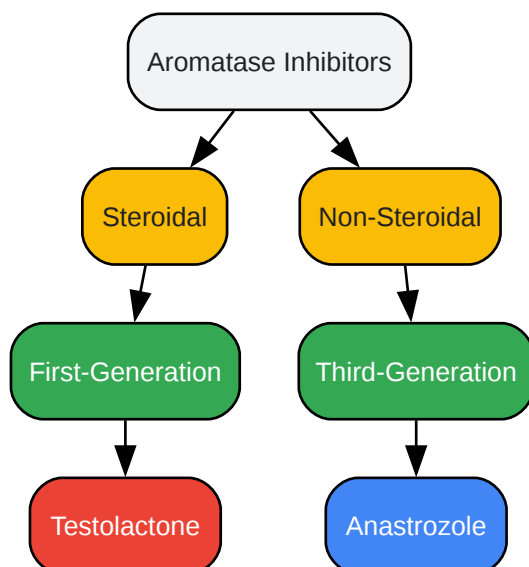 Aromatase Inhibitors
Steroidal
Non-Steroidal
First-Generation
Third-Generation
Testolactone
Anastrozole